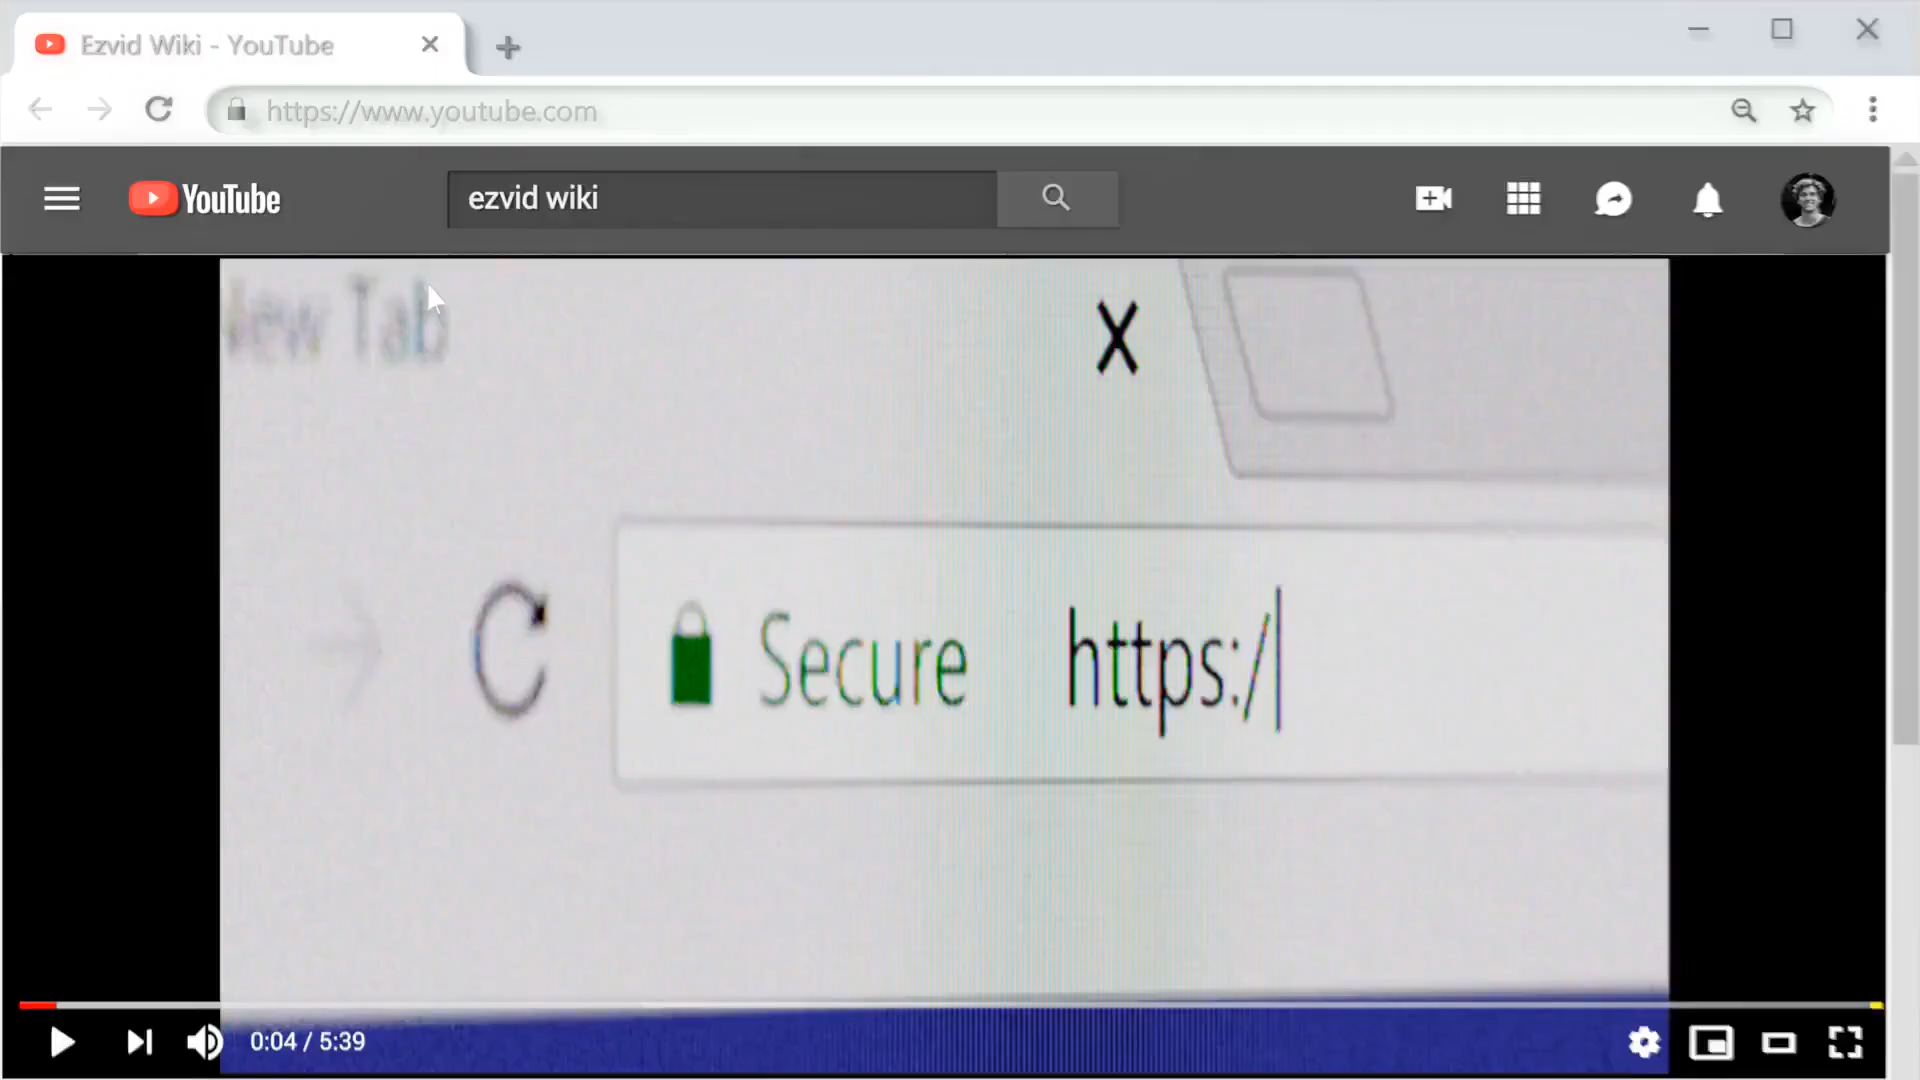 Ezvid Wiki - YouTube
https://www.youtube.com
YouTube
ezvid wiki
New Tab
X
Secure https:/
0:04 / 5:39